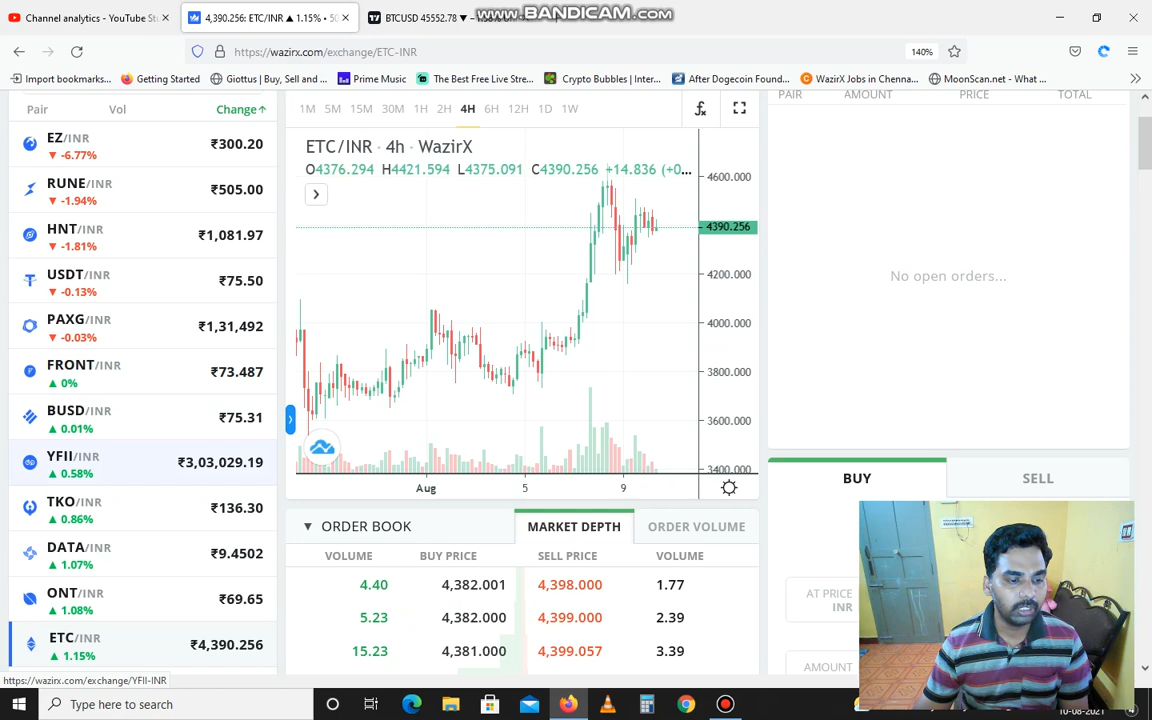 Channel analytics - YouTube St
4,390.256: ETC/INR ▲ 1.15% • 50
BTCUSD 45552.78 ▼
www.BANDICAM.com
https://wazirx.com/exchange/ETC-INR
140%
Import bookmarks...
Getting Started
Giottus | Buy, Sell and ...
Prime Music
The Best Free Live Stre...
Crypto Bubbles | Inter...
After Dogecoin Found...
WazirX Jobs in Chenna...
MoonScan.net - What ...
Pair Vol Change↑
EZ/INR ₹300.20
▼ -6.77%
RUNE/INR ₹505.00
▼ -1.94%
HNT/INR ₹1,081.97
▼ -1.81%
USDT/INR ₹75.50
▼ -0.13%
PAXG/INR ₹1,31,492
▼ -0.03%
FRONT/INR ₹73.487
▲ 0%
BUSD/INR ₹75.31
▲ 0.01%
YFII/INR ₹3,03,029.19
▲ 0.58%
TKO/INR ₹136.30
▲ 0.86%
DATA/INR ₹9.4502
▲ 1.07%
ONT/INR ₹69.65
▲ 1.08%
ETC/INR ₹4,390.256
▲ 1.15%
https://wazirx.com/exchange/YFII-INR
1M 5M 15M 30M 1H 2H 4H 6H 12H 1D 1W
ETC/INR · 4h · WazirX
O4376.294 H4421.594 L4375.091 C4390.256 +14.836 (+0...
4600.000
4390.256
4200.000
4000.000
3800.000
3600.000
3400.000
Aug 5 9
▼ ORDER BOOK MARKET DEPTH ORDER VOLUME
VOLUME BUY PRICE SELL PRICE VOLUME
4.40 4,382.001 4,398.000 1.77
5.23 4,382.000 4,399.000 2.39
15.23 4,381.000 4,399.057 3.39
PAIR AMOUNT PRICE TOTAL
No open orders...
BUY SELL
AT PRICE
INR
AMOUNT
Type here to search
10-08-2021